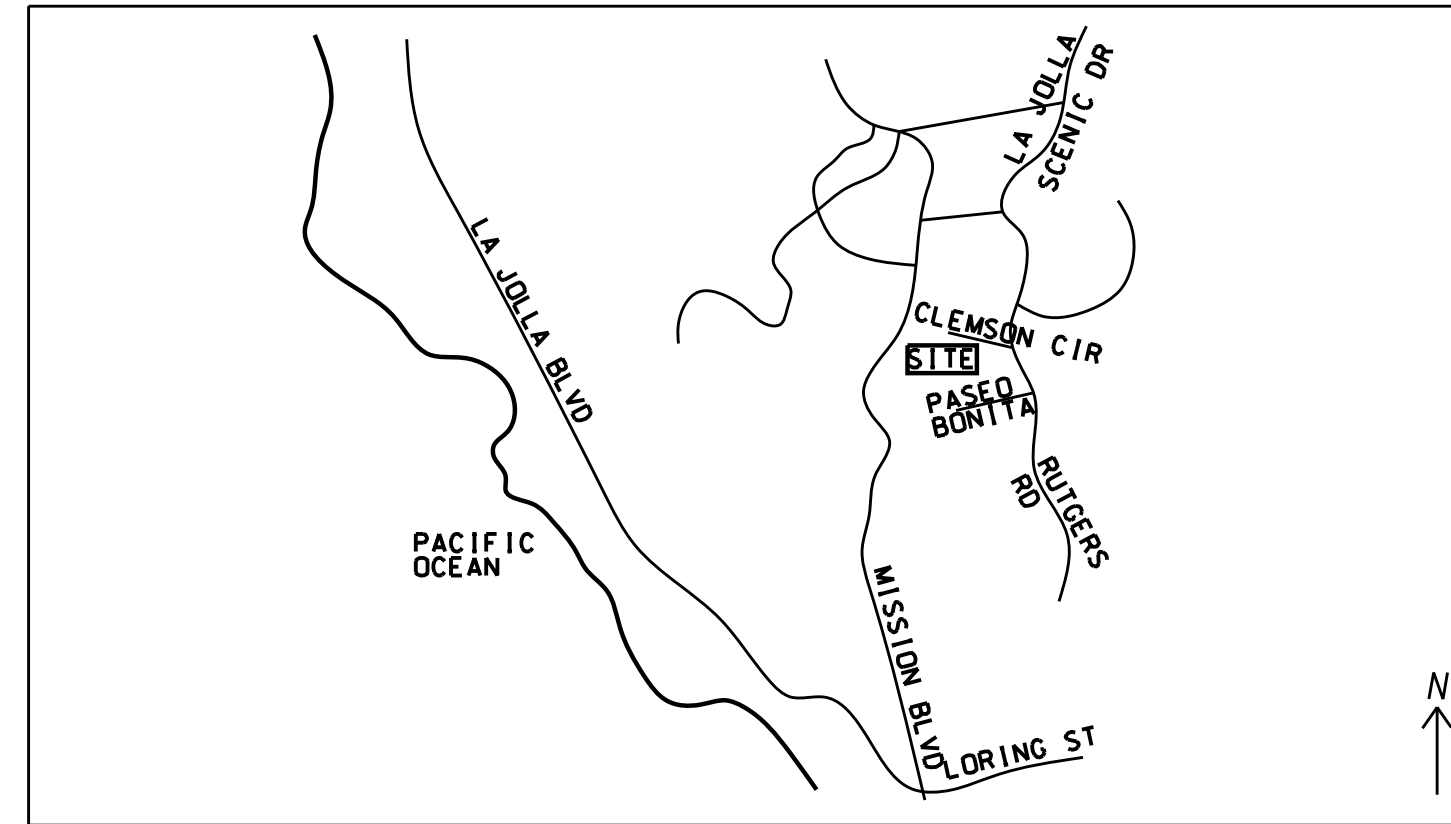 LA JOLLA
SCENIC DR
LA JOLLA BLVD
CLEMSON CIR
SITE
PASEO
BONITA
RUTGERS
RD
PACIFIC
OCEAN
MISSION BLVD
LORING ST
N